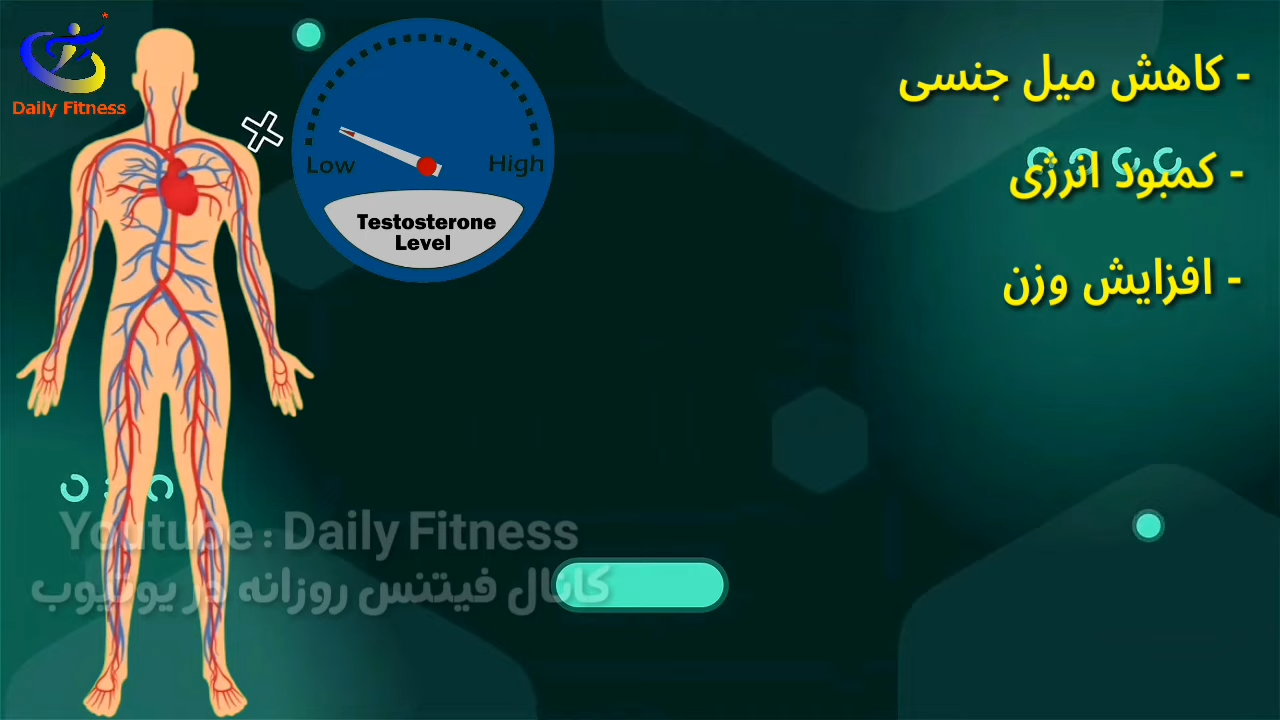 Daily Fitness
Low
High
Testosterone
Level
- کاهش میل جنسی
- کمبود انرژی
- افزایش وزن
Youtube : Daily Fitness
کانال فیتنس روزانه در یوتیوب